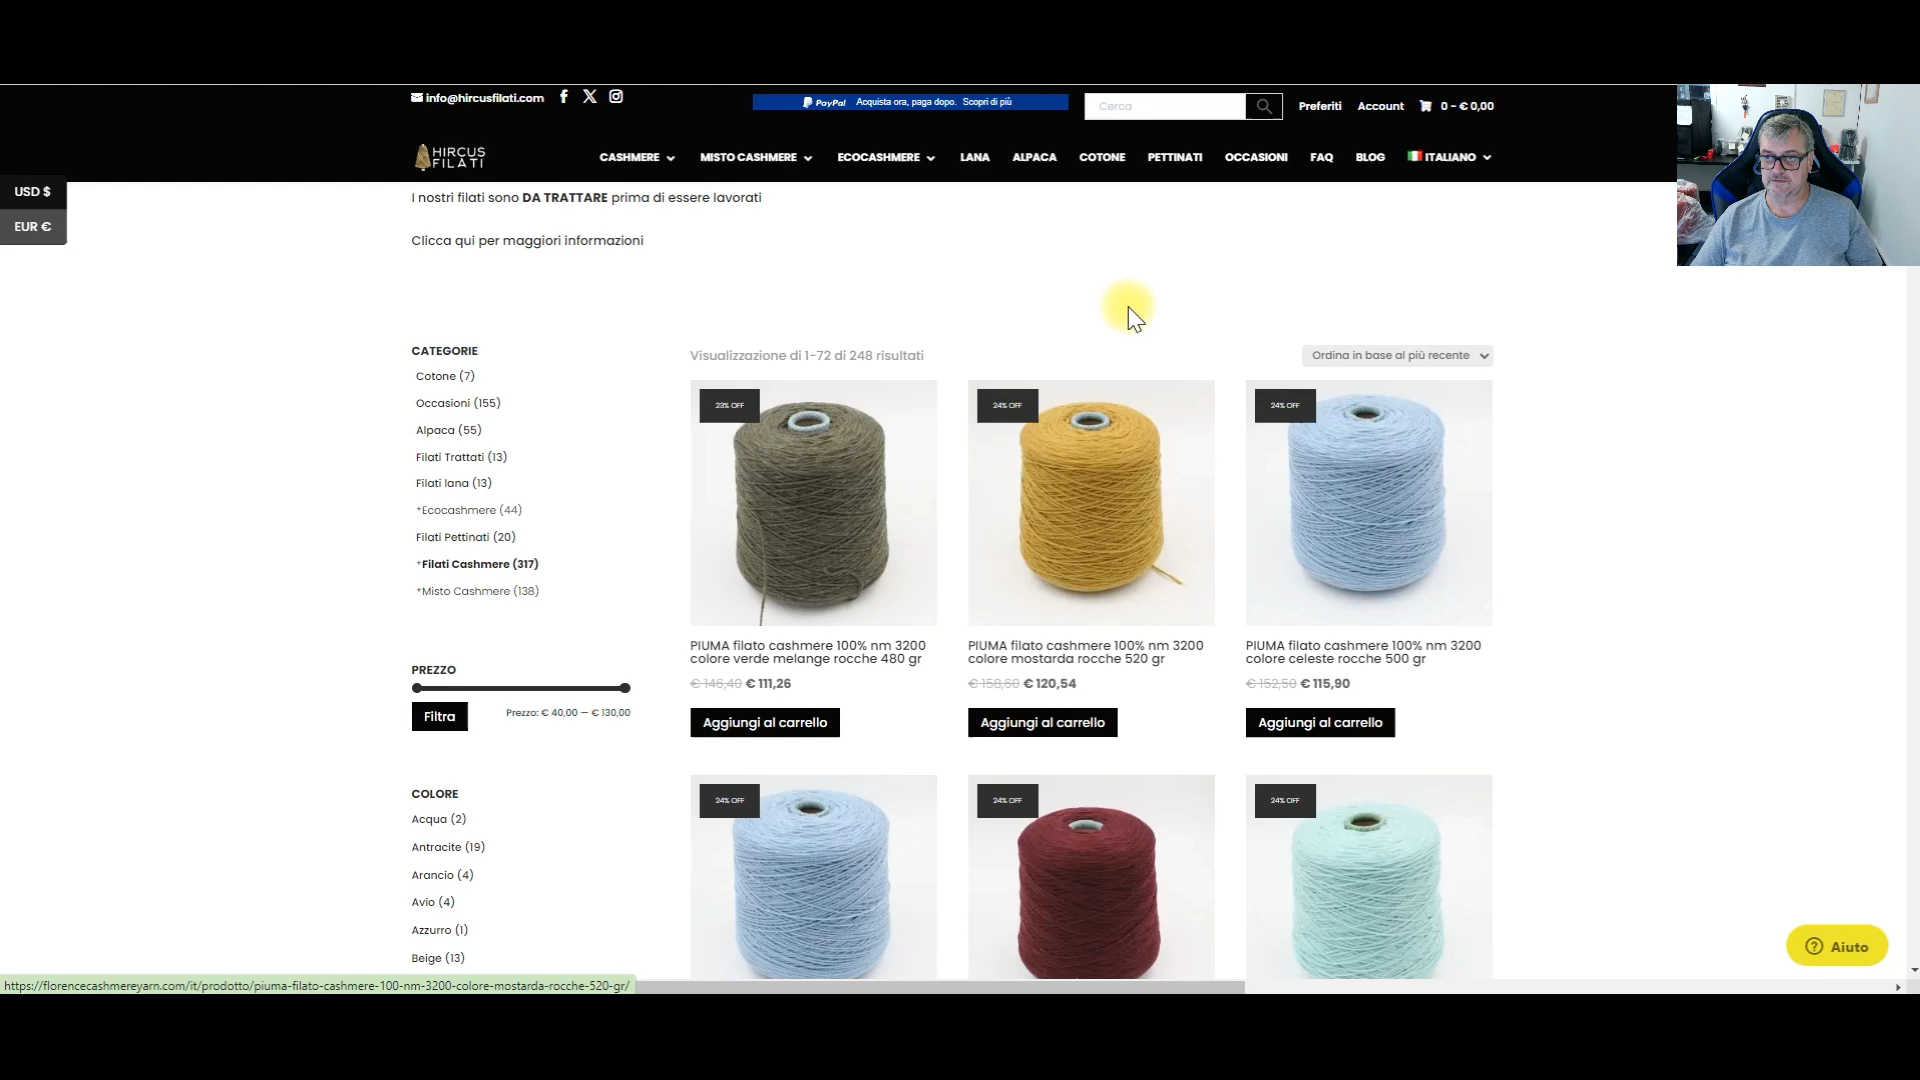 info@hircusfilati.com
PayPal Acquista ora, paga dopo. Scopri di più
Cerca
Preferiti Account 0 - € 0,00
HIRCUS
FILATI
CASHMERE MISTO CASHMERE ECOCASHMERE LANA ALPACA COTONE PETTINATI OCCASIONI FAQ BLOG ITALIANO
USD $
EUR €
I nostri filati sono DA TRATTARE prima di essere lavorati
Clicca qui per maggiori informazioni
CATEGORIE
Cotone (7)
Occasioni (155)
Alpaca (55)
Filati Trattati (13)
Filati lana (13)
+Ecocashmere (44)
Filati Pettinati (20)
+Filati Cashmere (317)
+Misto Cashmere (138)
PREZZO
Filtra
Prezzo: € 40,00 — € 130,00
COLORE
Acqua (2)
Antracite (19)
Arancio (4)
Avio (4)
Azzurro (1)
Beige (13)
Visualizzazione di 1-72 di 248 risultati
Ordina in base al più recente
23% OFF
24% OFF
24% OFF
PIUMA filato cashmere 100% nm 3200
colore verde melange rocche 480 gr
€ 146,40 € 111,26
Aggiungi al carrello
PIUMA filato cashmere 100% nm 3200
colore mostarda rocche 520 gr
€ 158,60 € 120,54
Aggiungi al carrello
PIUMA filato cashmere 100% nm 3200
colore celeste rocche 500 gr
€ 152,50 € 115,90
Aggiungi al carrello
24% OFF
24% OFF
24% OFF
Aiuto
https://florencecashmereyarn.com/it/prodotto/piuma-filato-cashmere-100-nm-3200-colore-mostarda-rocche-520-gr/